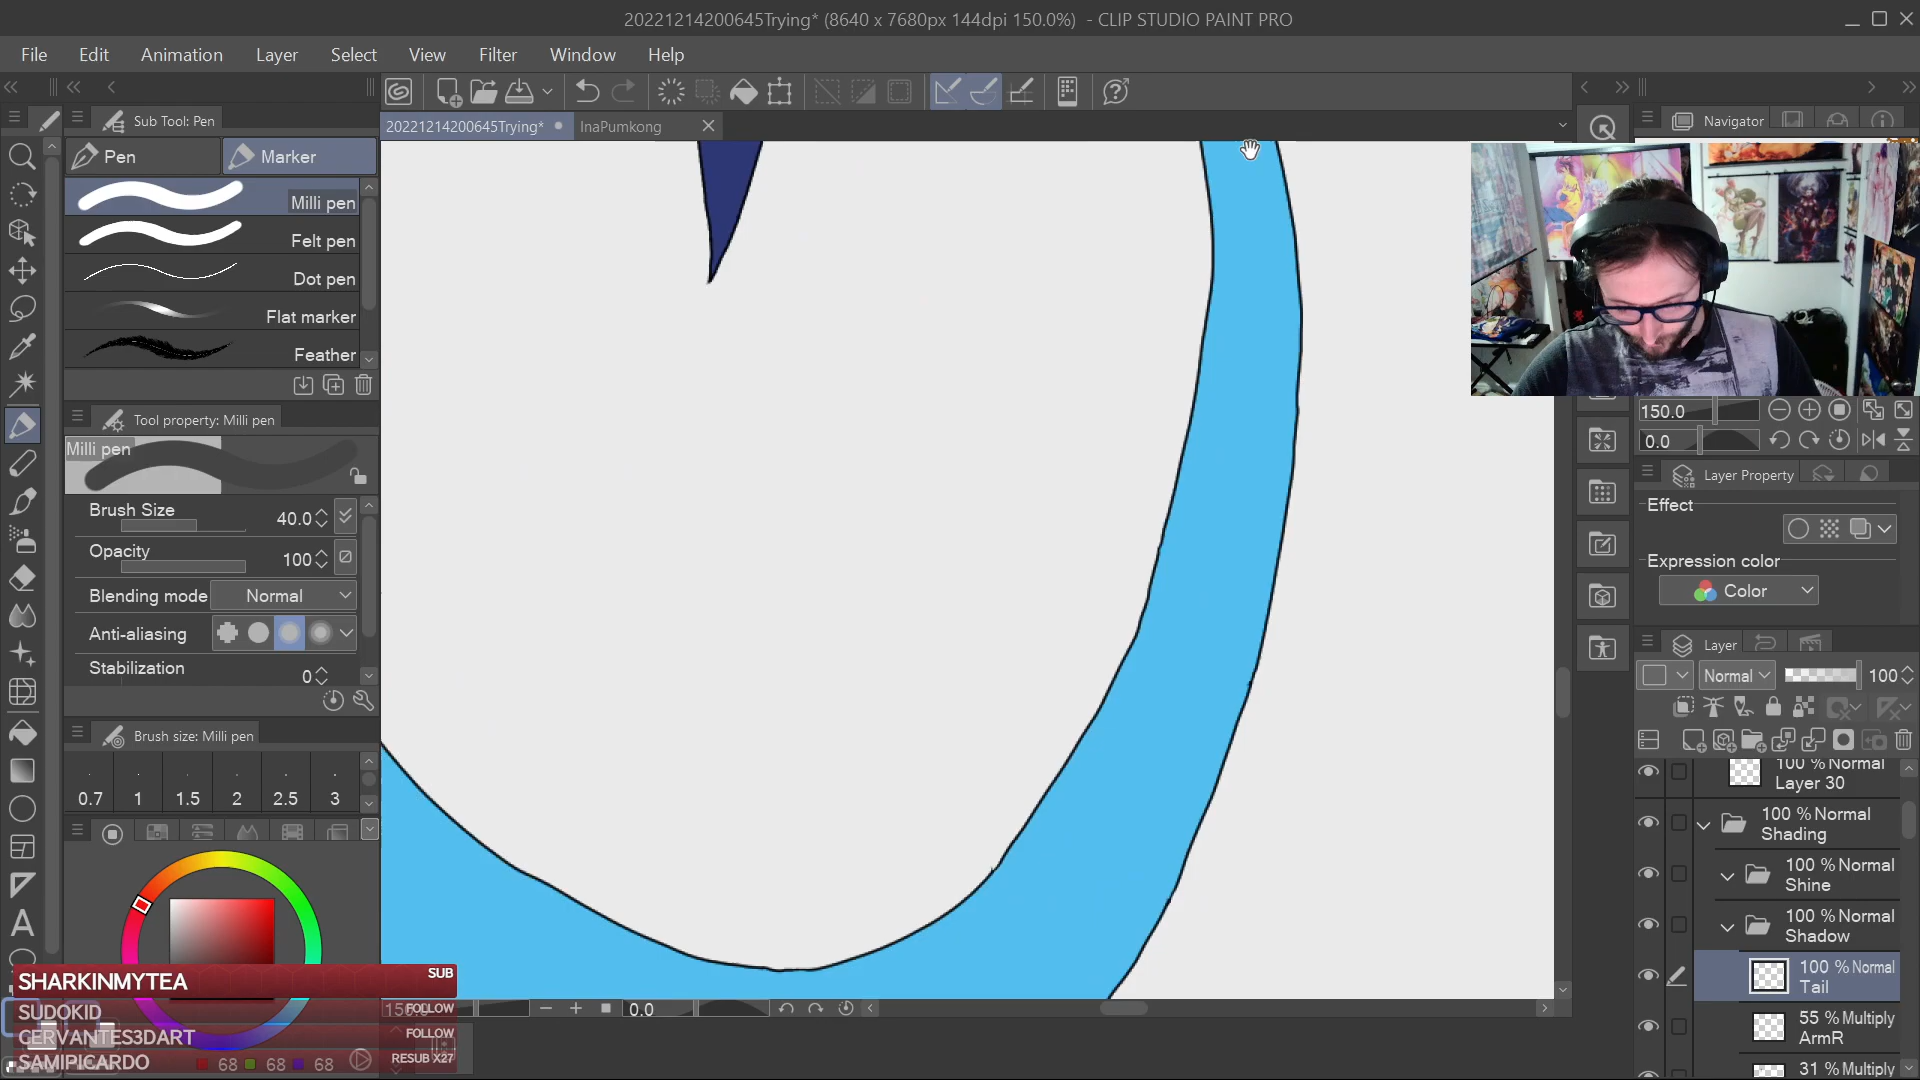 20221214200645Trying* (8640 x 7680px 144dpi 150.0%) - CLIP STUDIO PAINT PRO
File Edit Animation Layer Select View Filter Window Help
Sub Tool: Pen
20221214200645Trying* InaPumkong
Navigator
Pen Marker
Milli pen
Felt pen
Dot pen
Flat marker
Feather
Tool property: Milli pen
Milli pen
Brush Size 40.0
Opacity 100
Blending mode Normal
Anti-aliasing
Stabilization 0
Brush size: Milli pen
0.7 1 1.5 2 2.5 3
150.0
0.0
Layer Property
Effect
Expression color
Color
Layer
Normal 100
100 % Normal
Layer 30
100 % Normal
Shading
100 % Normal
Shine
100 % Normal
Shadow
100 % Normal
Tail
55 % Multiply
ArmR
31 % Multiply
SHARKINMYTEA SUB
SUDOKID FOLLOW
CERVANTES3DART FOLLOW
SAMIPICARDO RESUB X27
0.0
68 68 68